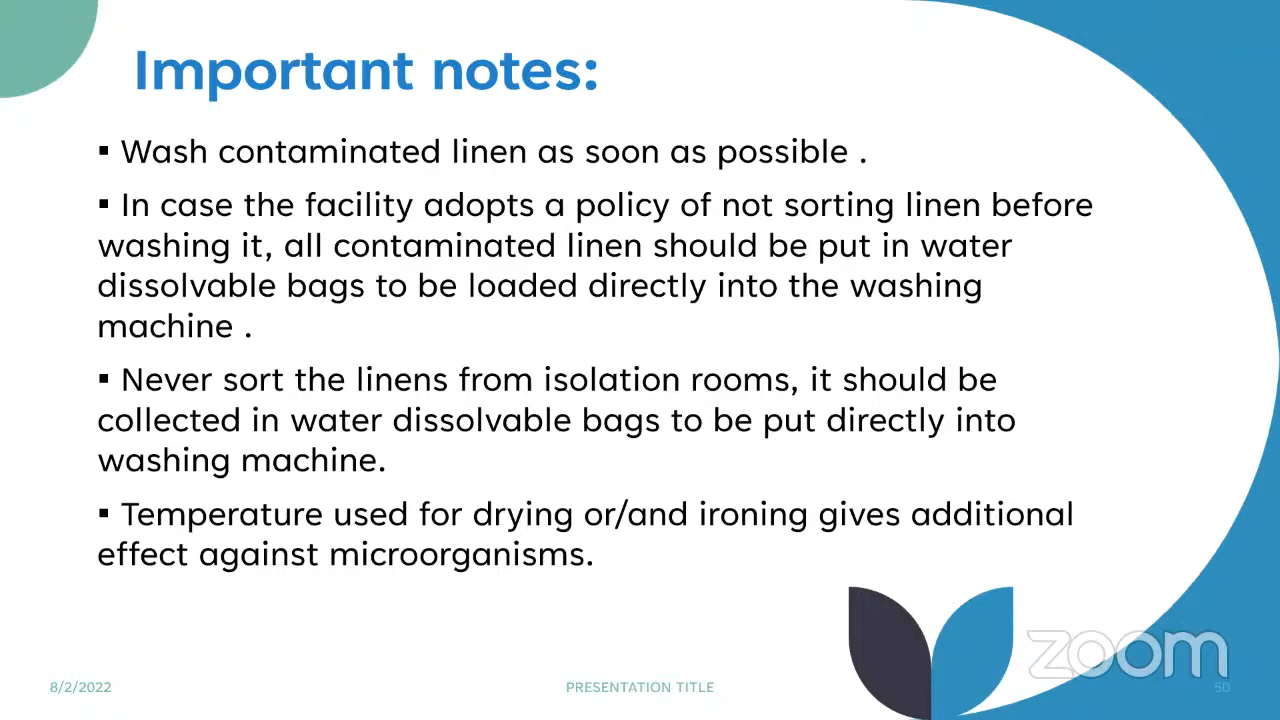 Important notes:
▪ Wash contaminated linen as soon as possible .
▪ In case the facility adopts a policy of not sorting linen before
washing it, all contaminated linen should be put in water
dissolvable bags to be loaded directly into the washing
machine .
▪ Never sort the linens from isolation rooms, it should be
collected in water dissolvable bags to be put directly into
washing machine.
▪ Temperature used for drying or/and ironing gives additional
effect against microorganisms.
zoom
8/2/2022
PRESENTATION TITLE
50